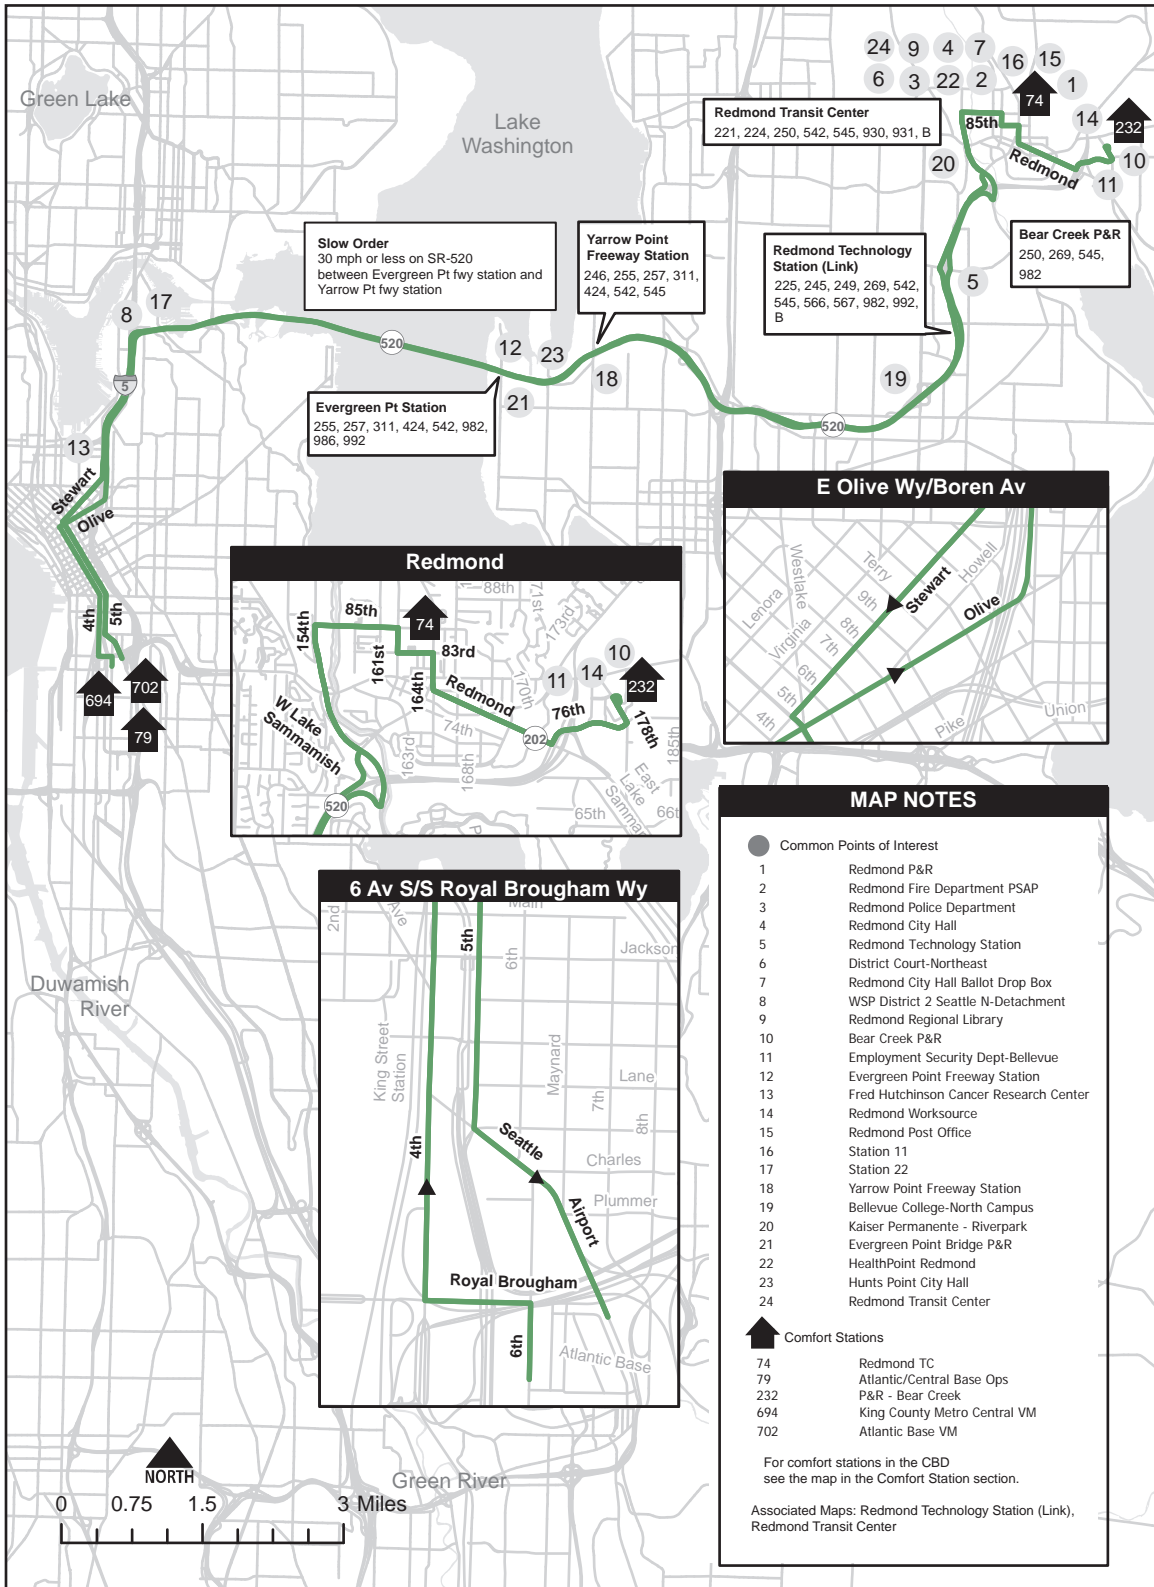 Green Lake
Lake
Washington
24
9
4
7
16
15
6
3
22
2
74
1
14
232
10
11
20
85th
Redmond
Redmond Transit Center
221, 224, 250, 542, 545, 930, 931, B
Bear Creek P&R
250, 269, 545,
982
Slow Order
30 mph or less on SR-520
between Evergreen Pt fwy station and
Yarrow Pt fwy station
Yarrow Point
Freeway Station
246, 255, 257, 311,
424, 542, 545
Redmond Technology
Station (Link)
225, 245, 249, 269, 542,
545, 566, 567, 982, 992,
B
5
8
17
520
12
23
18
21
19
520
5
Evergreen Pt Station
255, 257, 311, 424, 542, 982,
986, 992
13
Stewart
Olive
4th
5th
694
702
79
E Olive Wy/Boren Av
Lenora
Westlake
Virginia
Terry
9th
8th
7th
6th
5th
4th
Stewart
Howell
Olive
Pike
Union
Redmond
88th
71st
173rd
154th
85th
74
161st
83rd
164th
Redmond
170th
11
14
10
232
76th
178th
185th
W Lake
Sammamish
74th
163rd
168th
202
520
East
Lake
Sammar
65th
66t
P
6 Av S/S Royal Brougham Wy
2nd
Ave
Main
5th
6th
Jackson
King Street
Station
Maynard
Lane
7th
8th
4th
Seattle
Charles
Plummer
Airport
Royal Brougham
6th
Atlantic Base
Duwamish
River
Green River
NORTH
0 0.75 1.5 3 Miles
MAP NOTES
Common Points of Interest
1 Redmond P&R
2 Redmond Fire Department PSAP
3 Redmond Police Department
4 Redmond City Hall
5 Redmond Technology Station
6 District Court-Northeast
7 Redmond City Hall Ballot Drop Box
8 WSP District 2 Seattle N-Detachment
9 Redmond Regional Library
10 Bear Creek P&R
11 Employment Security Dept-Bellevue
12 Evergreen Point Freeway Station
13 Fred Hutchinson Cancer Research Center
14 Redmond Worksource
15 Redmond Post Office
16 Station 11
17 Station 22
18 Yarrow Point Freeway Station
19 Bellevue College-North Campus
20 Kaiser Permanente - Riverpark
21 Evergreen Point Bridge P&R
22 HealthPoint Redmond
23 Hunts Point City Hall
24 Redmond Transit Center
Comfort Stations
74 Redmond TC
79 Atlantic/Central Base Ops
232 P&R - Bear Creek
694 King County Metro Central VM
702 Atlantic Base VM
For comfort stations in the CBD
see the map in the Comfort Station section.
Associated Maps: Redmond Technology Station (Link),
Redmond Transit Center